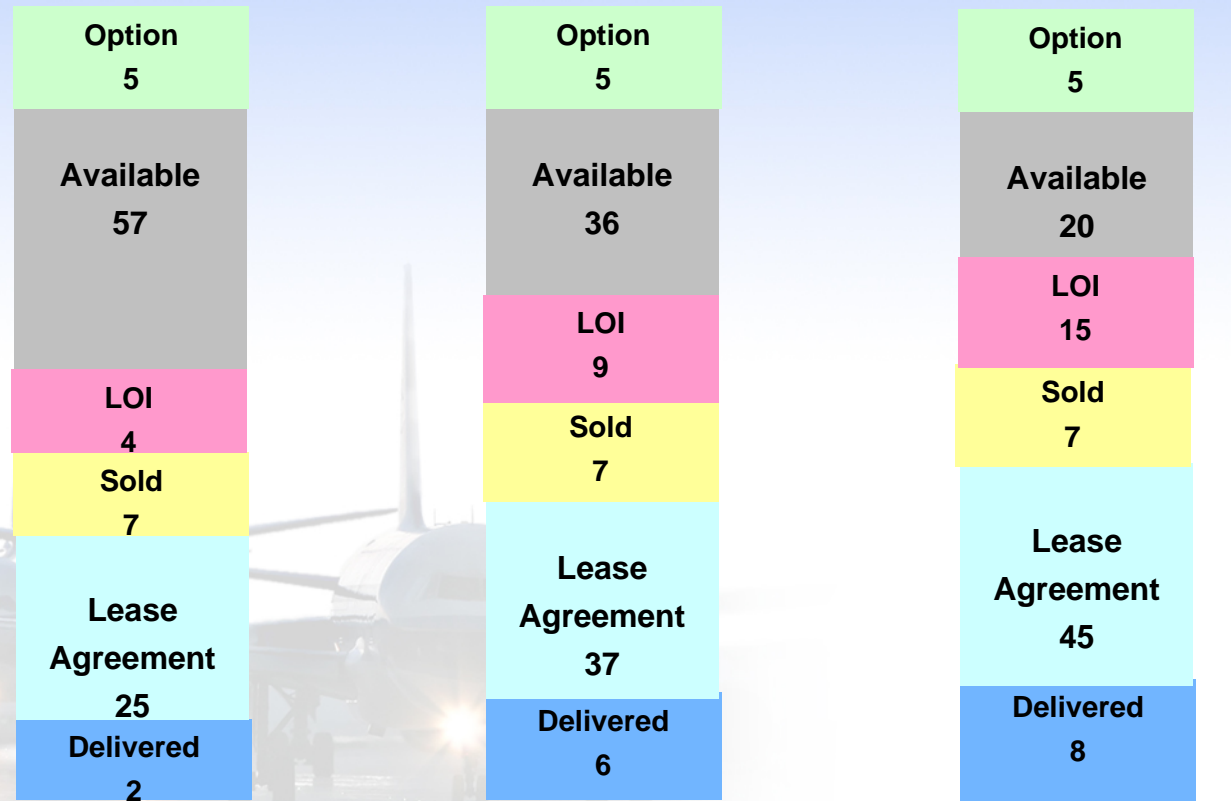 Option
5
Available
57
LOI
4
Sold
7
Lease
Agreement
25
Delivered
2
Option
5
Available
36
LOI
9
Sold
7
Lease
Agreement
37
Delivered
6
Option
5
Available
20
LOI
15
Sold
7
Lease
Agreement
45
Delivered
8